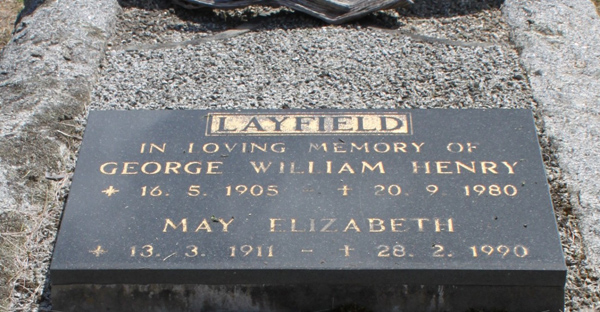 LAYFIELD
IN LOVING MEMORY OF
GEORGE WILLIAM HENRY
* 16. 5. 1905 - † 20. 9. 1980
MAY ELIZABETH
* 13. 3. 1911 - † 28. 2. 1990